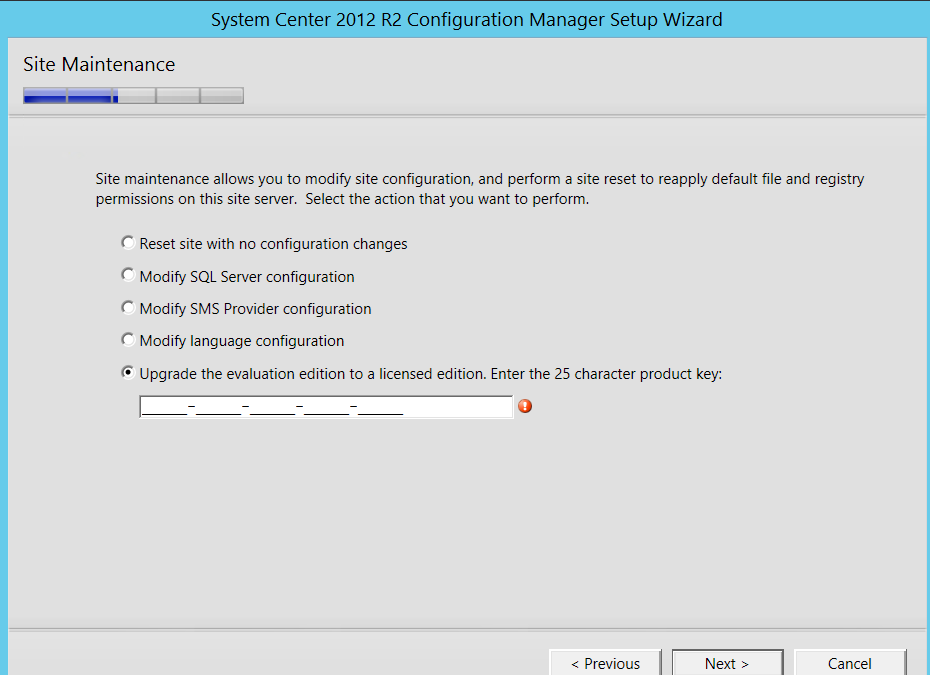 System Center 2012 R2 Configuration Manager Setup Wizard
Site Maintenance
Site maintenance allows you to modify site configuration, and perform a site reset to reapply default file and registry
permissions on this site server.  Select the action that you want to perform.
Reset site with no configuration changes
Modify SQL Server configuration
Modify SMS Provider configuration
Modify language configuration
Upgrade the evaluation edition to a licensed edition. Enter the 25 character product key:
_____-_____-_____-_____-_____
< Previous
Next >
Cancel